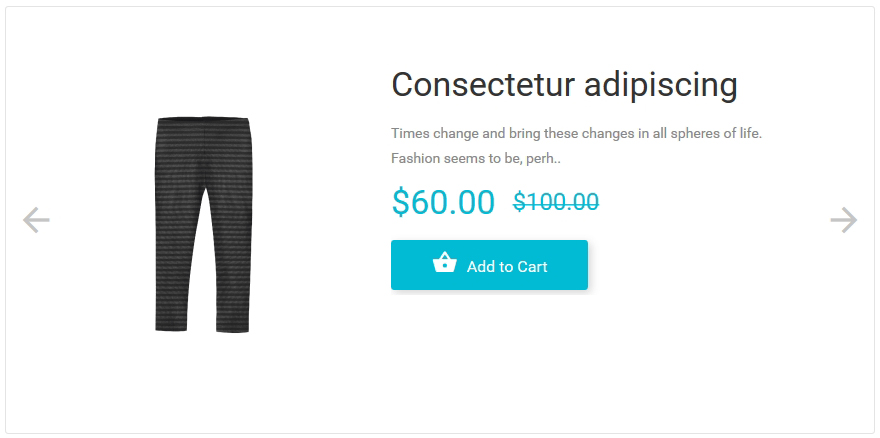 Consectetur adipiscing
Times change and bring these changes in all spheres of life.
Fashion seems to be, perh..
$60.00 $100.00
Add to Cart